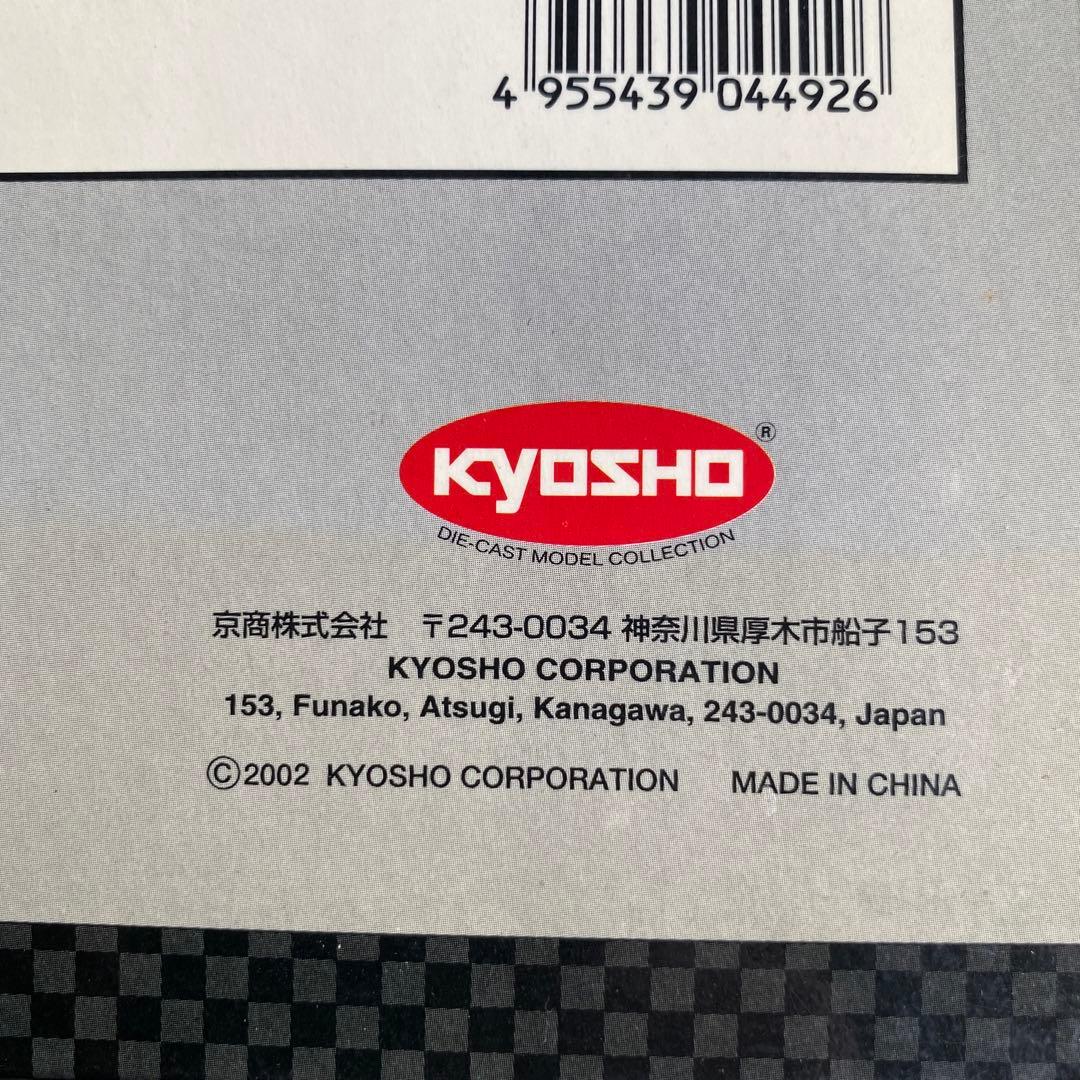 4 955439 044926
KYOSHO ®
DIE-CAST MODEL COLLECTION
京商株式会社 〒243-0034 神奈川県厚木市船子153
KYOSHO CORPORATION
153, Funako, Atsugi, Kanagawa, 243-0034, Japan
©2002 KYOSHO CORPORATION MADE IN CHINA